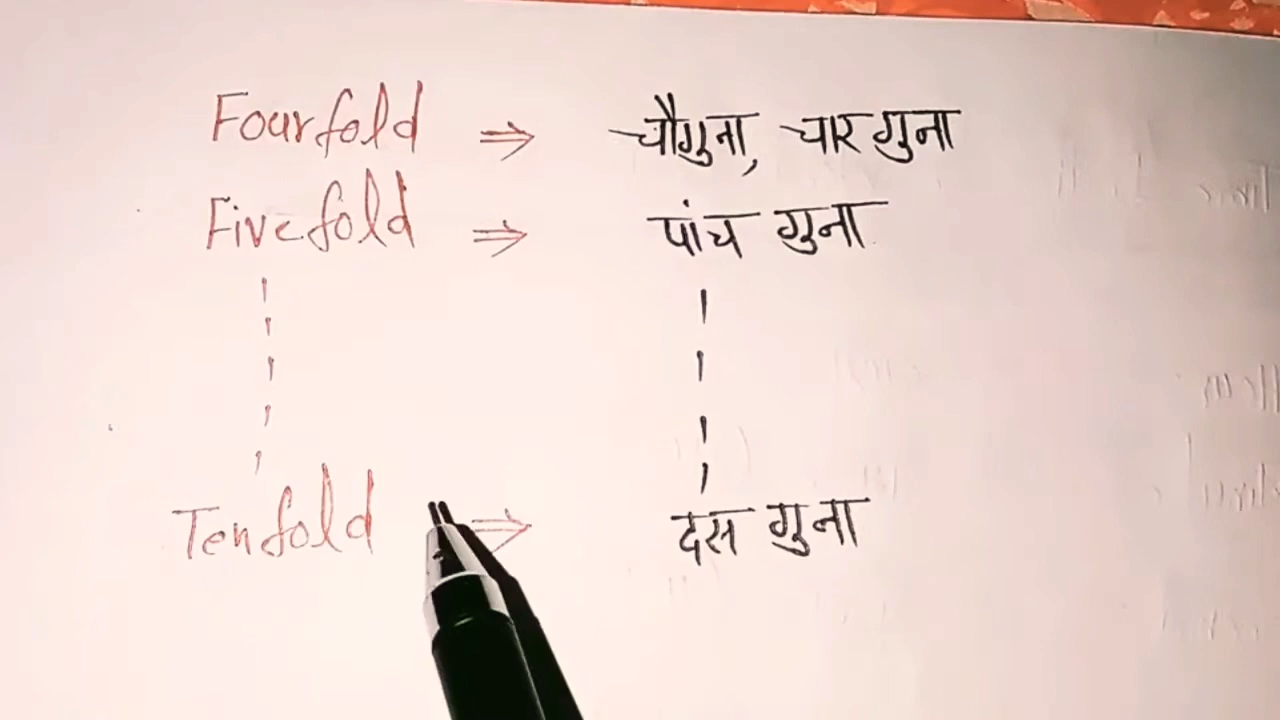 Fourfold ⇒ चौगुना, चार गुना
Fivefold ⇒ पांच गुना
Tenfold ⇒ दस गुना